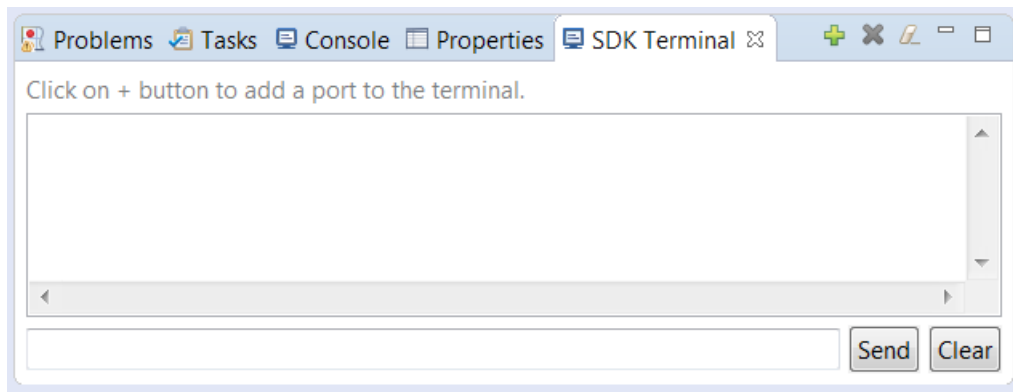 Problems Tasks Console Properties SDK Terminal
Click on + button to add a port to the terminal.
Send Clear